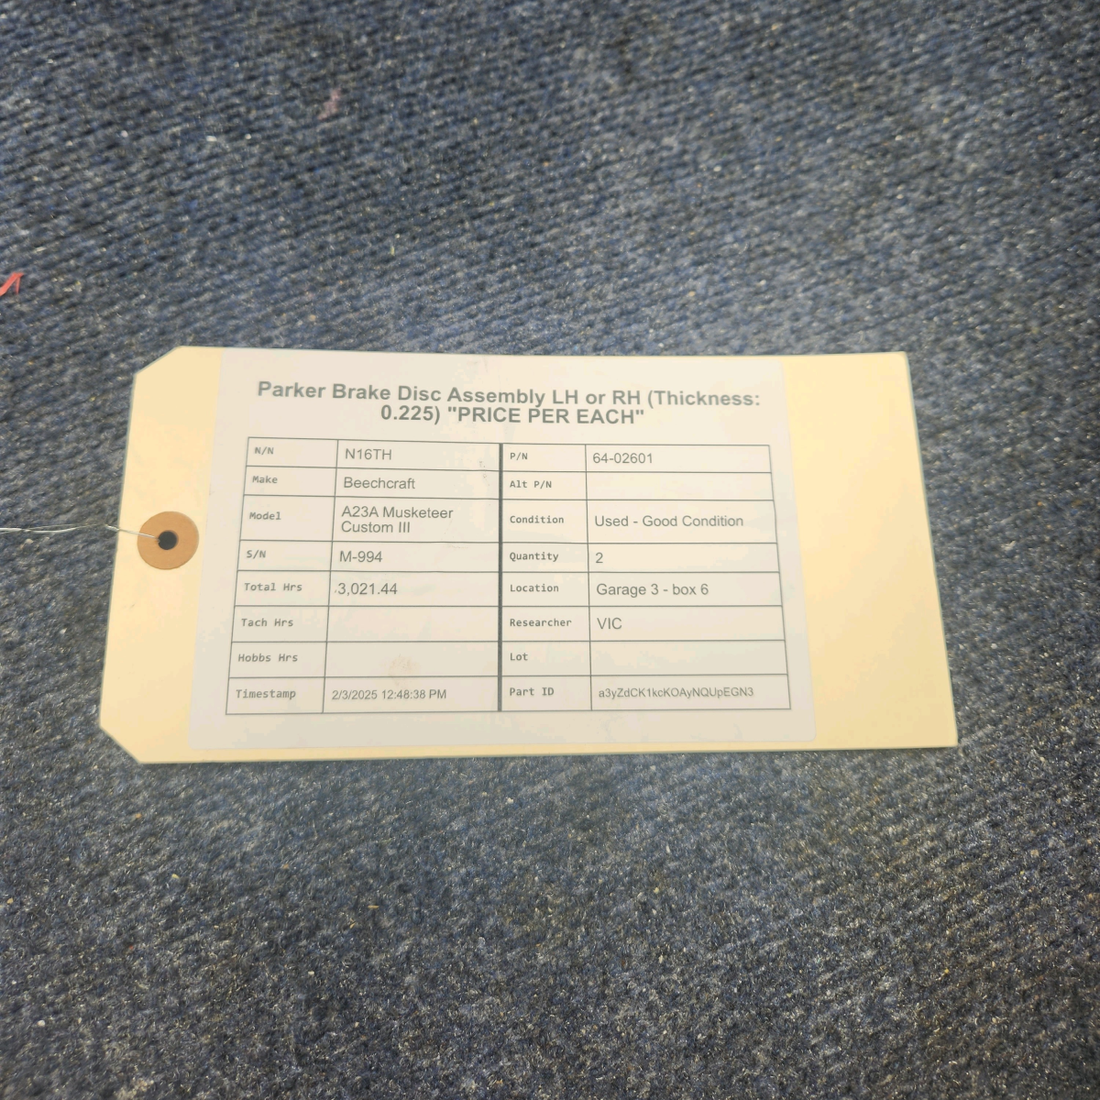 Parker Brake Disc Assembly LH or RH (Thickness:
0.225) "PRICE PER EACH"
N/N N16TH P/N 64-02601
Make Beechcraft Alt P/N
Model A23A Musketeer
Custom III Condition Used - Good Condition
S/N M-994 Quantity 2
Total Hrs 3,021.44 Location Garage 3 - box 6
Tach Hrs Researcher VIC
Hobbs Hrs Lot
Timestamp 2/3/2025 12:48:38 PM Part ID a3yZdCK1kcKOAyNQUpEGN3